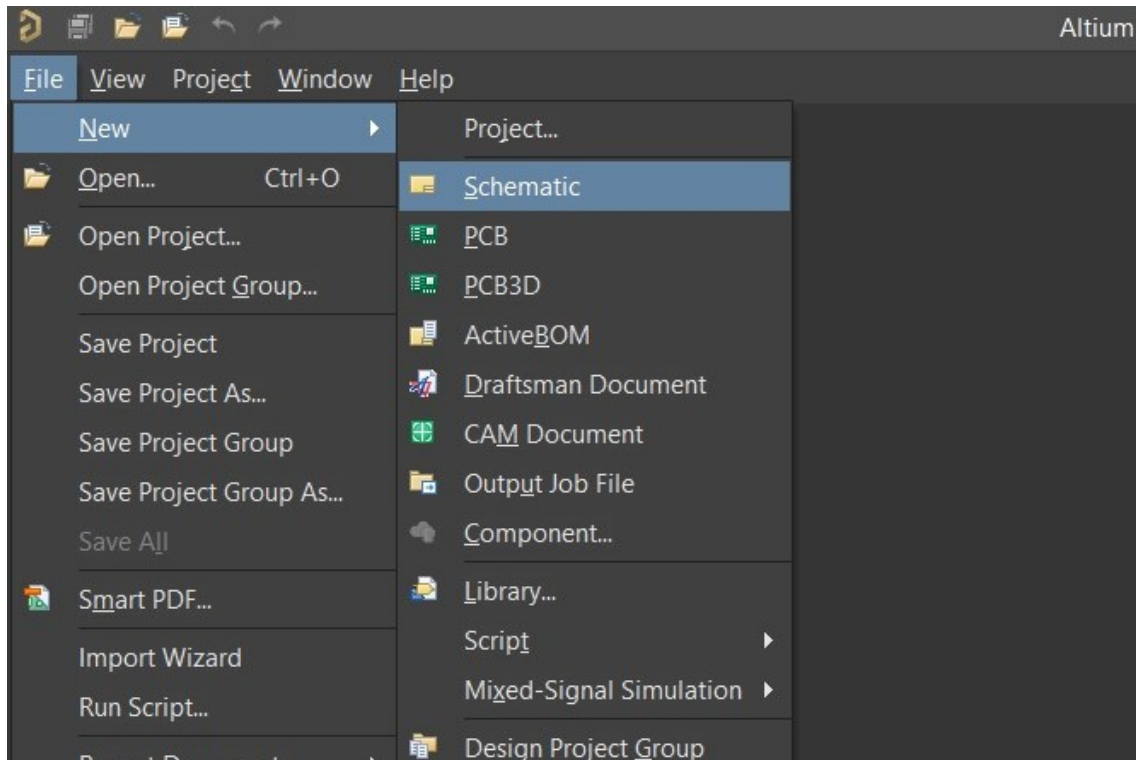 Altium
File View Project Window Help
New
Open... Ctrl+O
Open Project...
Open Project Group...
Save Project
Save Project As...
Save Project Group
Save Project Group As...
Save All
Smart PDF...
Import Wizard
Run Script...
Project...
Schematic
PCB
PCB3D
ActiveBOM
Draftsman Document
CAM Document
Output Job File
Component...
Library...
Script
Mixed-Signal Simulation
Design Project Group